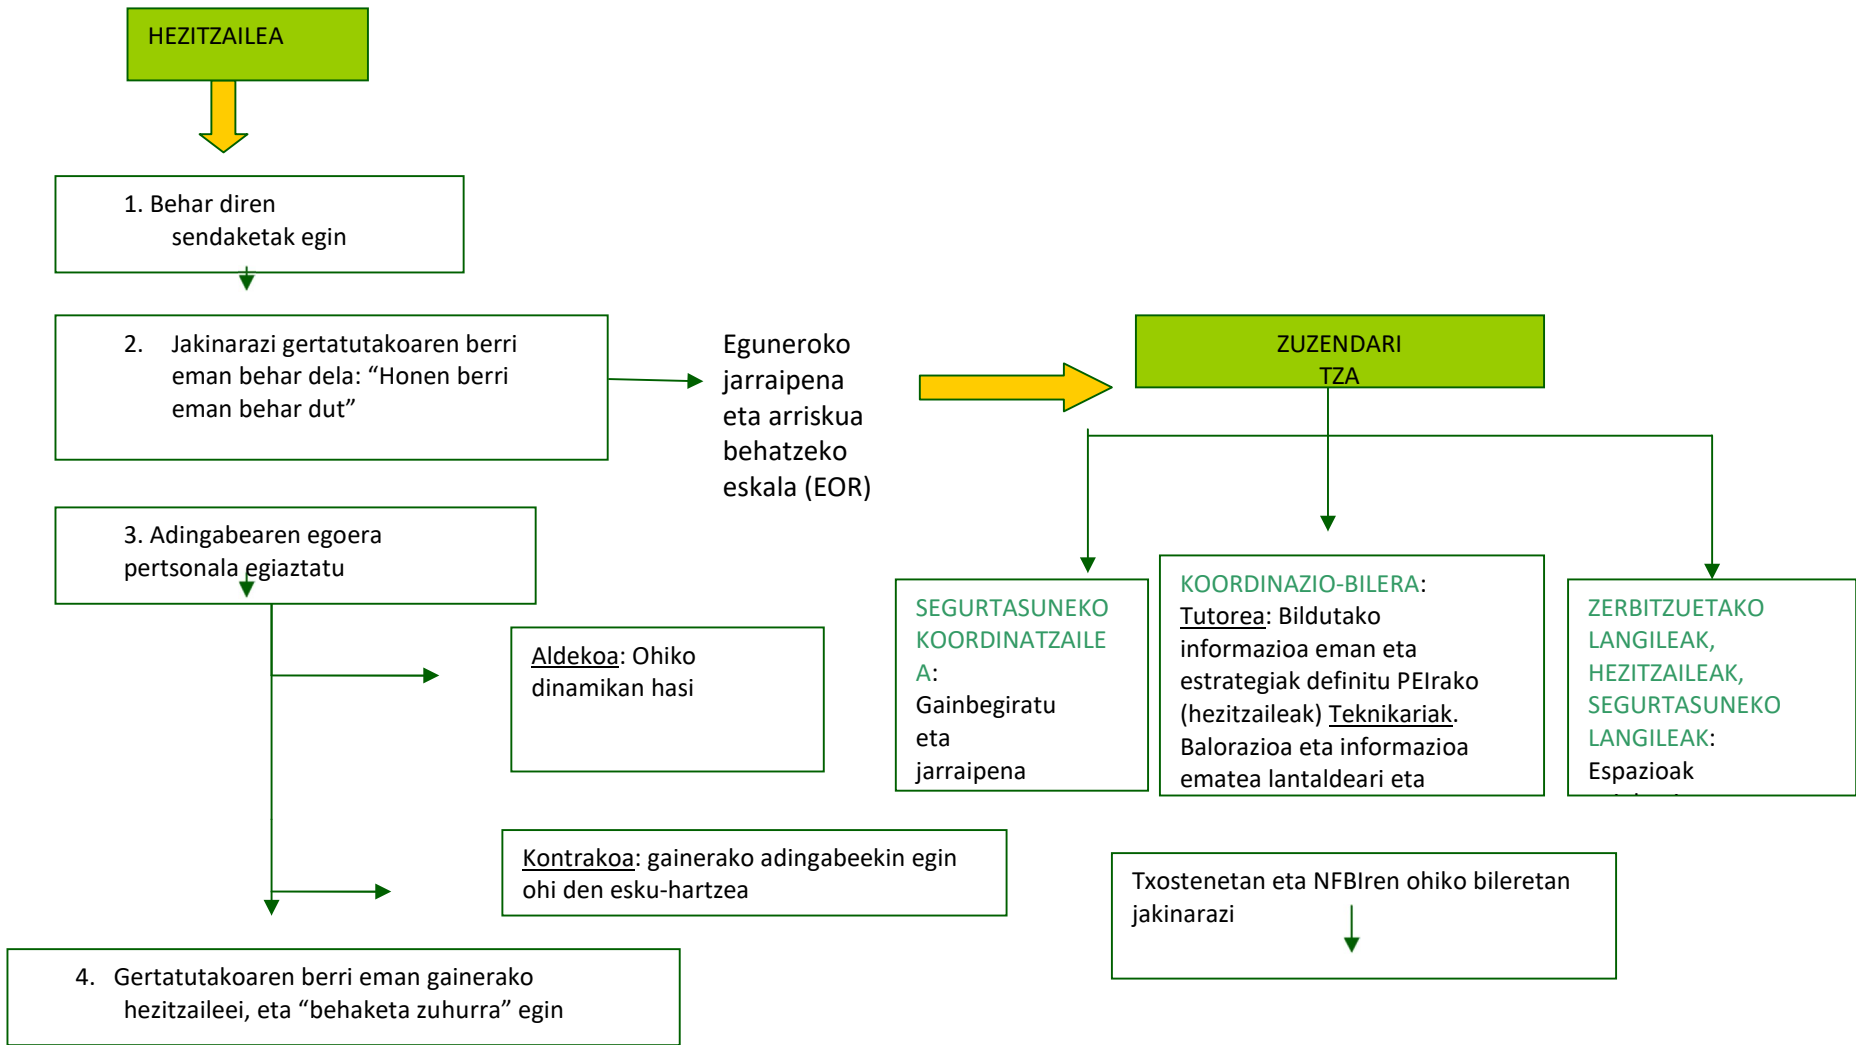 HEZITZAILEA
1. Behar diren
sendaketak egin
2. Jakinarazi gertatutakoaren berri
eman behar dela: “Honen berri
eman behar dut”
Eguneroko
jarraipena
eta arriskua
behatzeko
eskala (EOR)
ZUZENDARI
TZA
3. Adingabearen egoera
pertsonala egiaztatu
Aldekoa: Ohiko
dinamikan hasi
Kontrakoa: gainerako adingabeekin egin
ohi den esku-hartzea
4. Gertatutakoaren berri eman gainerako
hezitzaileei, eta “behaketa zuhurra” egin
SEGURTASUNEKO
KOORDINATZAILE
A:
Gainbegiratu
eta
jarraipena
KOORDINAZIO-BILERA:
Tutorea: Bildutako
informazioa eman eta
estrategiak definitu PEIrako
(hezitzaileak) Teknikariak.
Balorazioa eta informazioa
ematea lantaldeari eta
ZERBITZUETAKO
LANGILEAK,
HEZITZAILEAK,
SEGURTASUNEKO
LANGILEAK:
Espazioak
Txostenetan eta NFBIren ohiko bileretan
jakinarazi